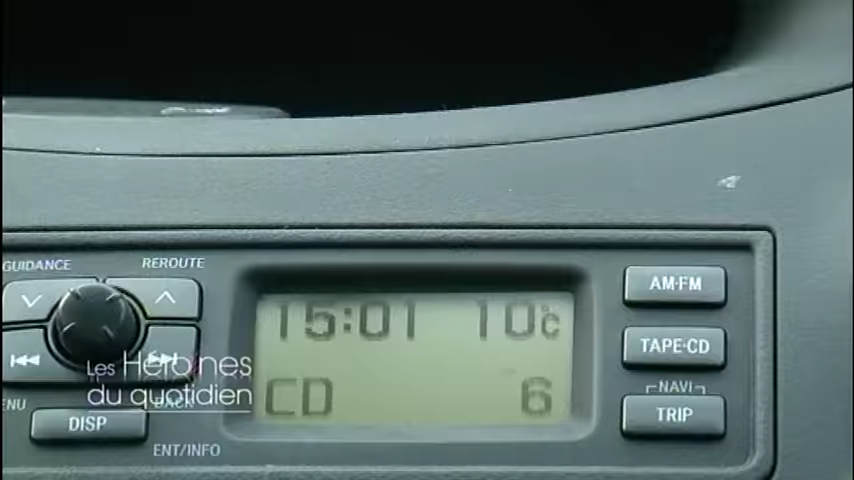 GUIDANCE
REROUTE
15:01 10°C
CD 6
AM·FM
TAPE·CD
NAVI
TRIP
Les Héroïnes
du quotidien
BACK
DISP
ENT/INFO